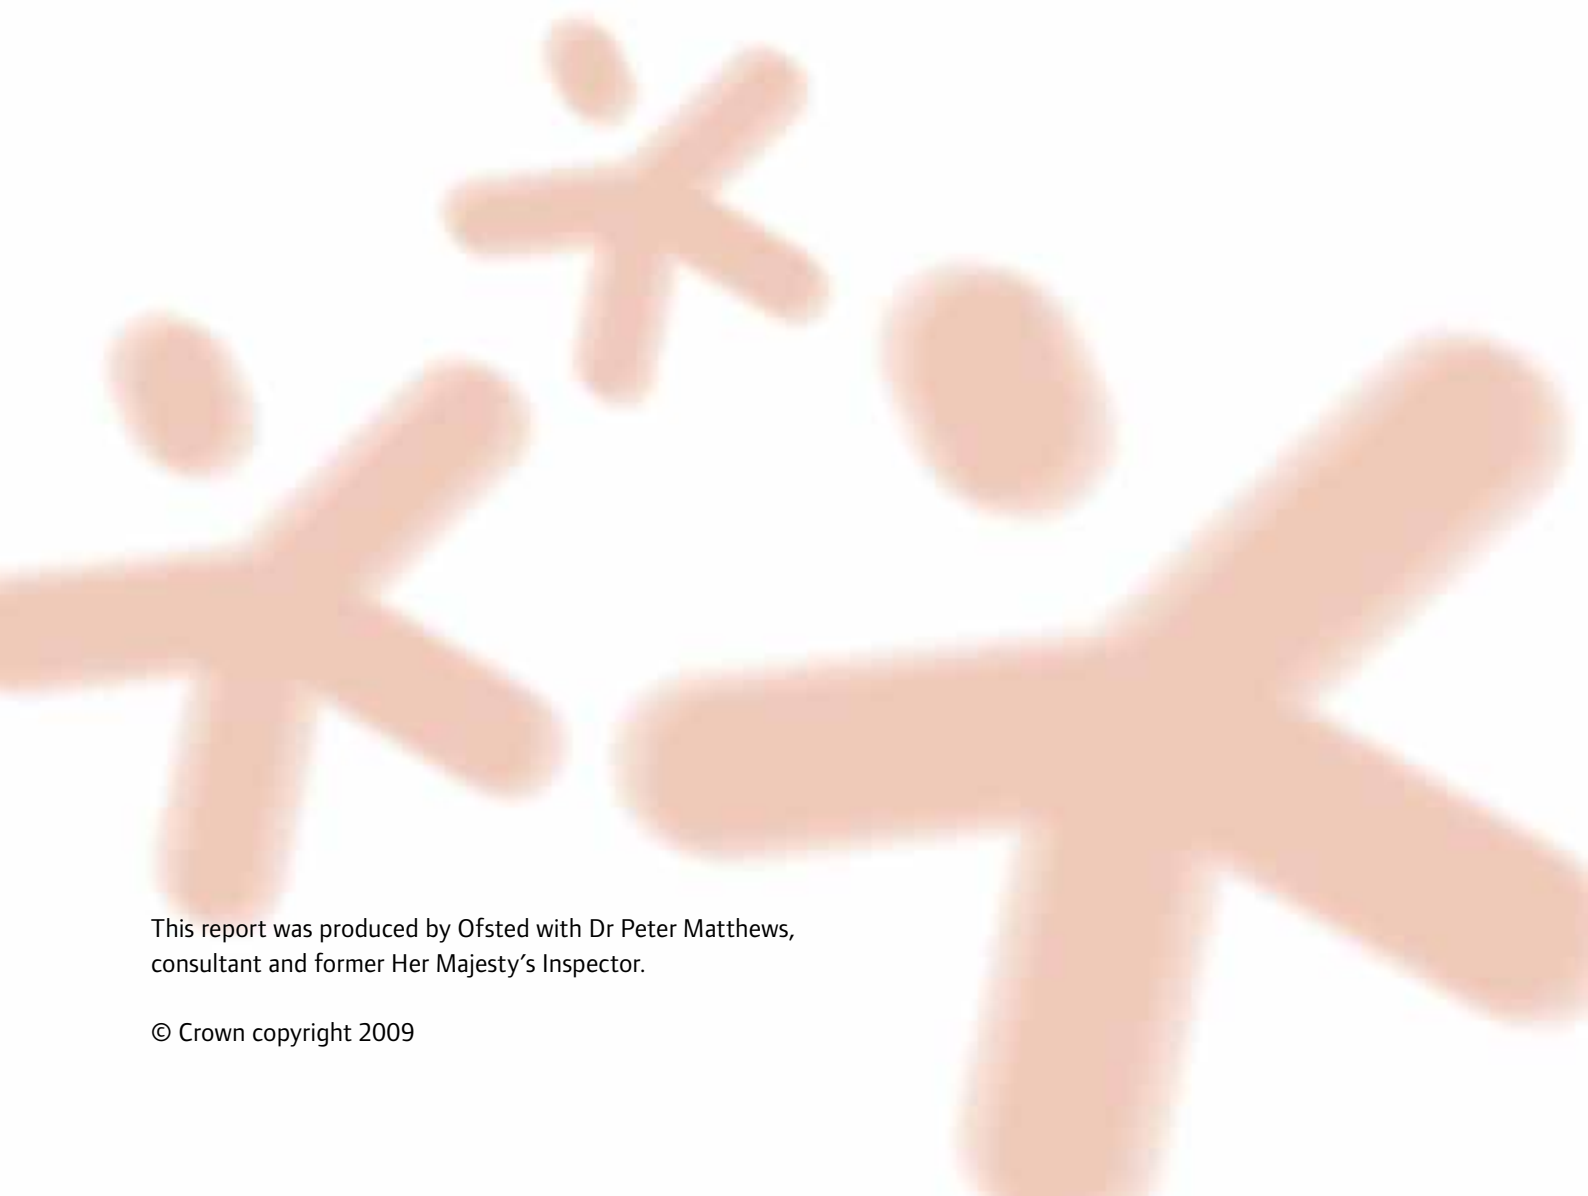 This report was produced by Ofsted with Dr Peter Matthews,
consultant and former Her Majesty’s Inspector.
© Crown copyright 2009